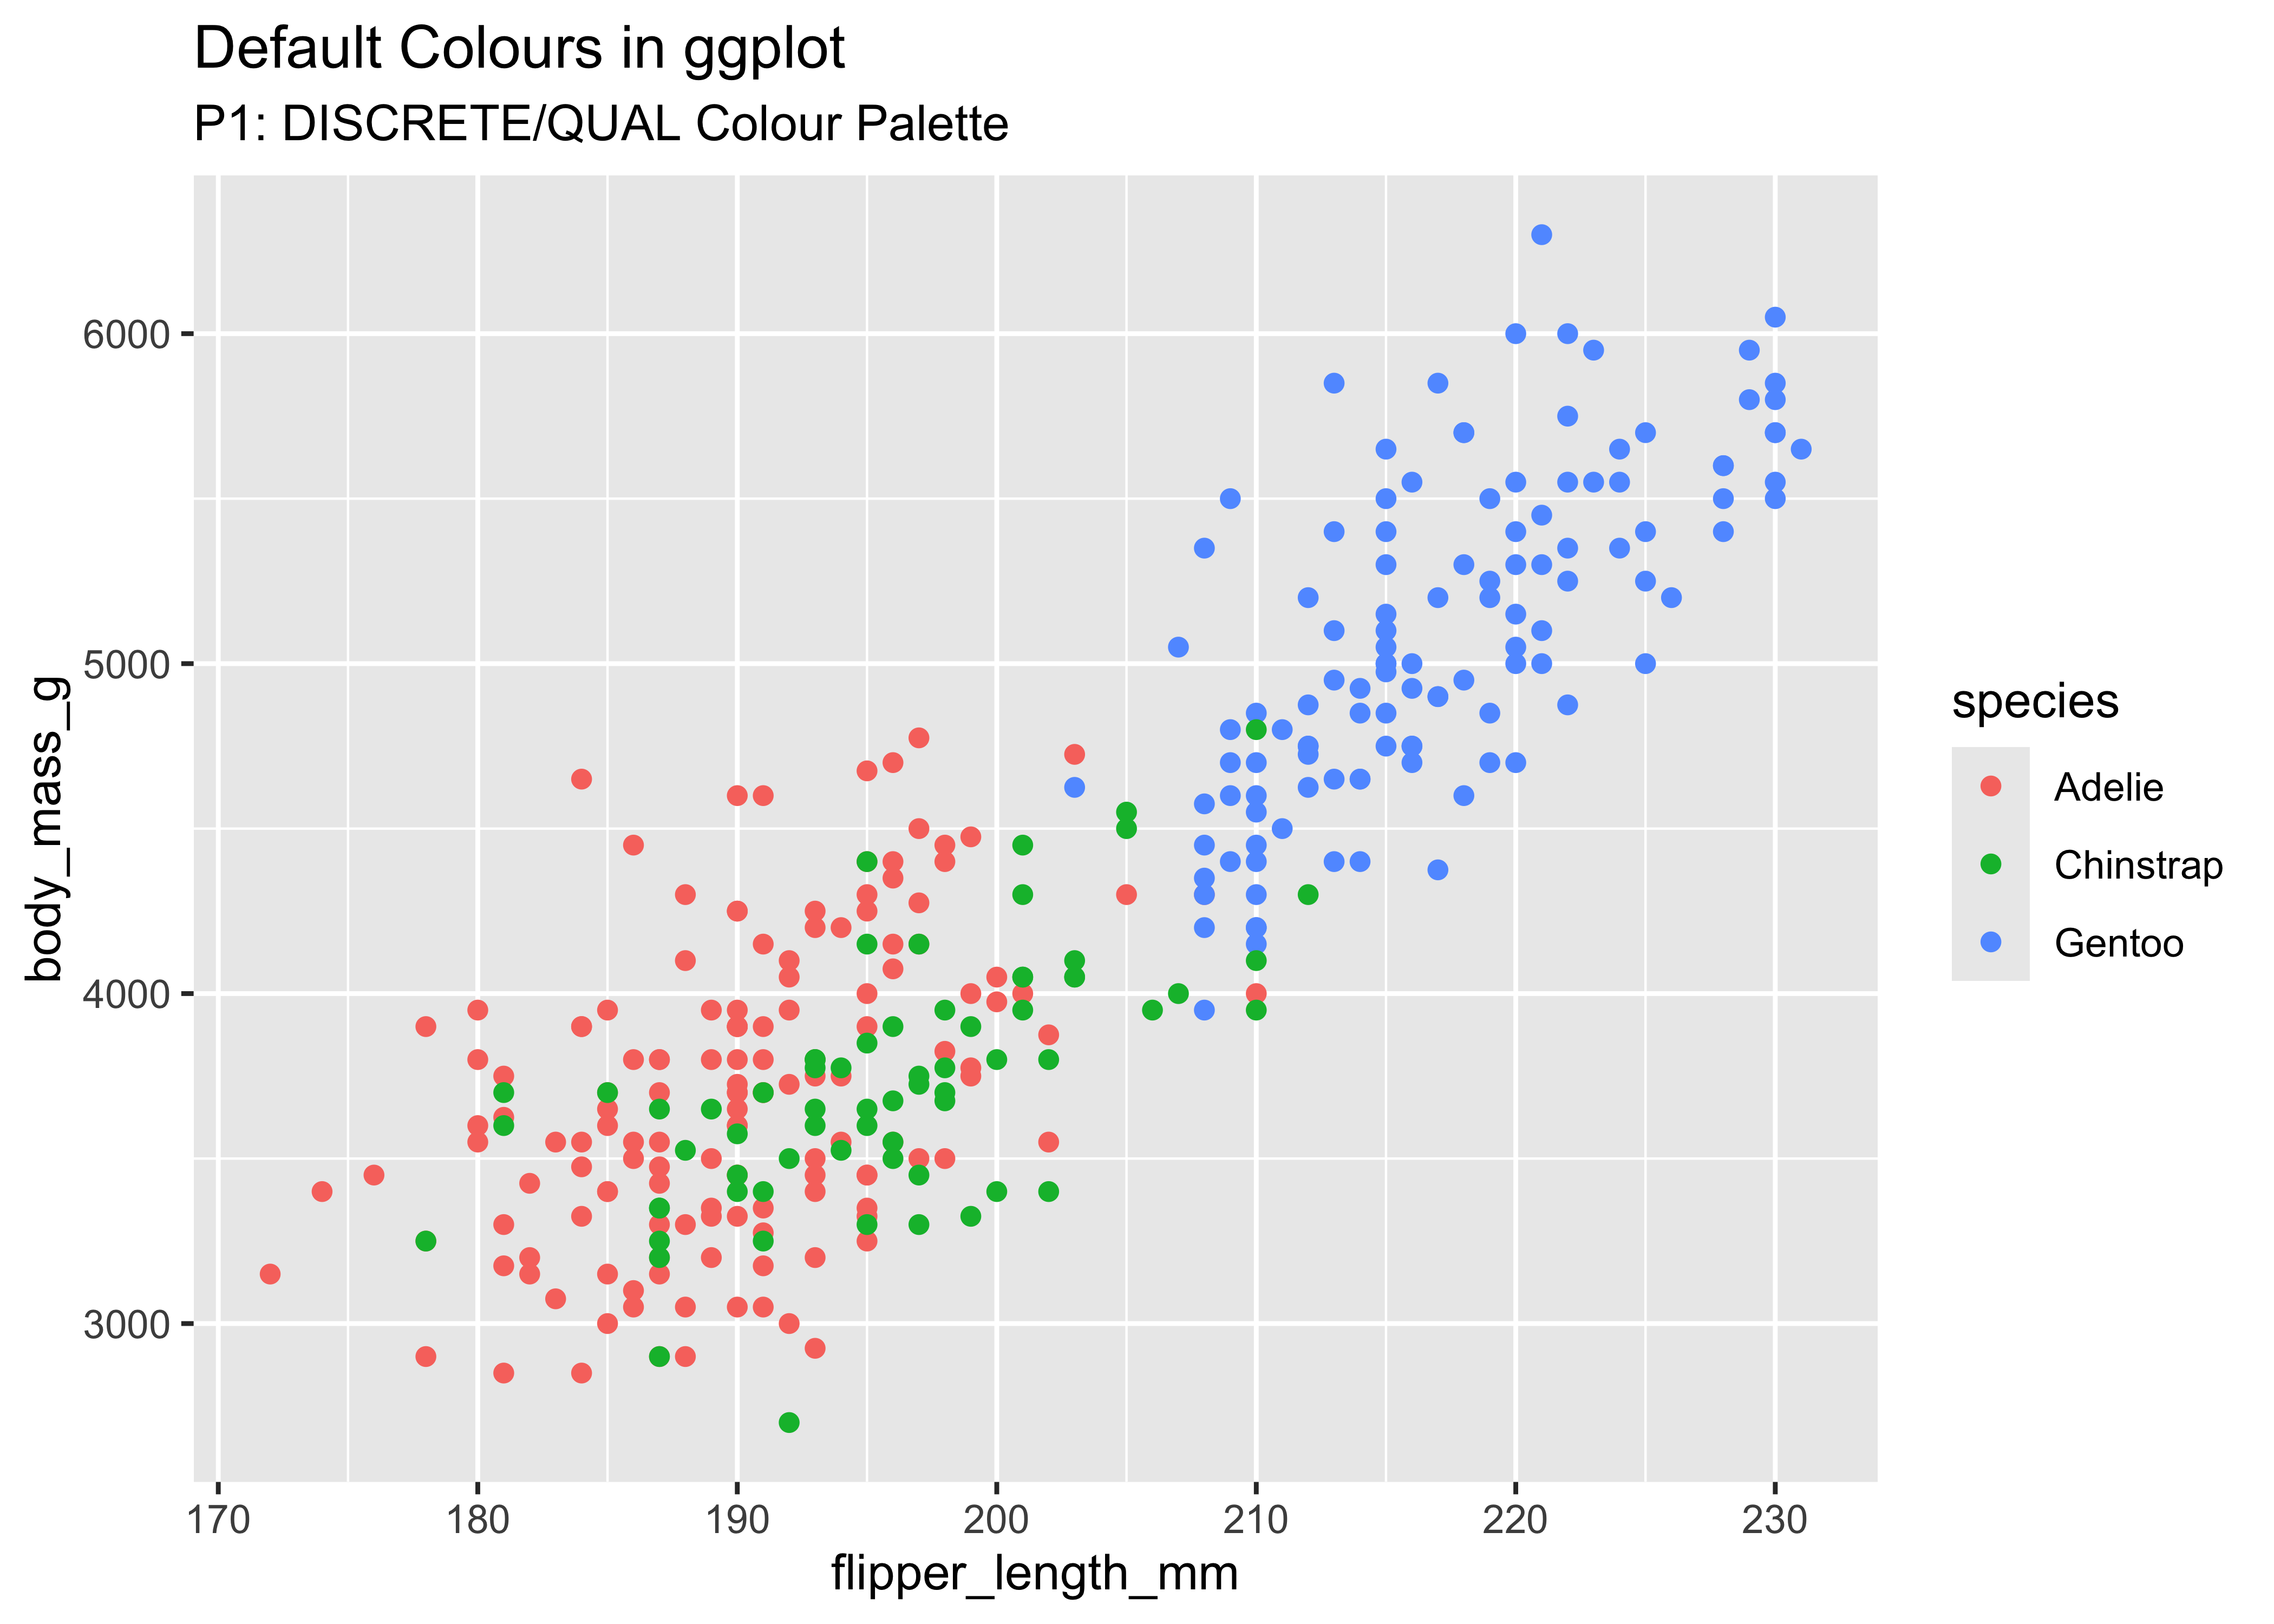 Default Colours in ggplot
P1: DISCRETE/QUAL Colour Palette
6000
5000
4000
3000
body_mass_g
170 180 190 200 210 220 230
flipper_length_mm
species
Adelie
Chinstrap
Gentoo